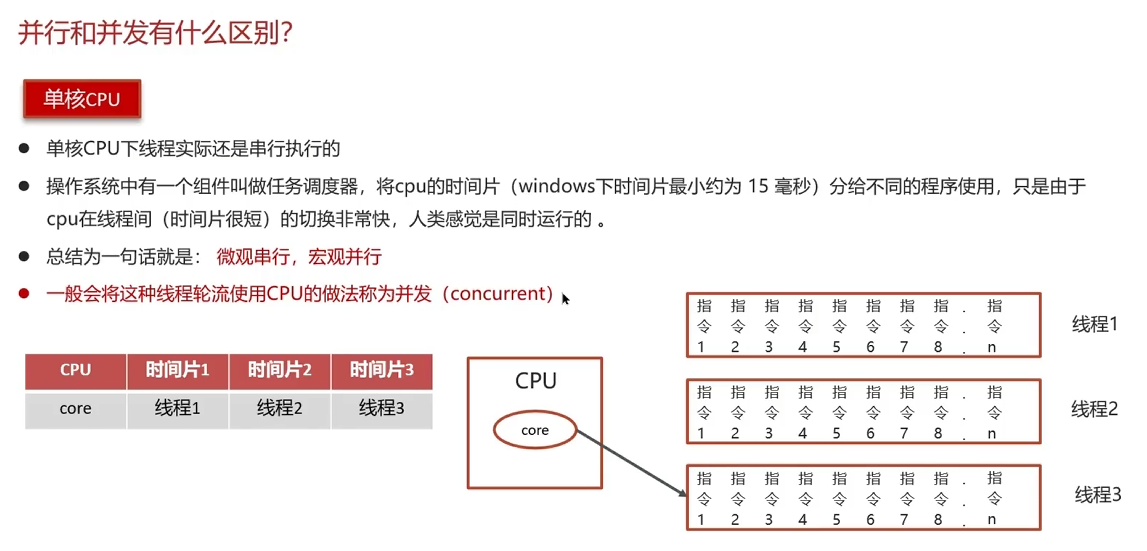 并行和并发有什么区别？
单核CPU
单核CPU下线程实际还是串行执行的
操作系统中有一个组件叫做任务调度器，将cpu的时间片（windows下时间片最小约为 15 毫秒）分给不同的程序使用，只是由于
cpu在线程间（时间片很短）的切换非常快，人类感觉是同时运行的 。
总结为一句话就是： 微观串行，宏观并行
一般会将这种线程轮流使用CPU的做法称为并发（concurrent）
CPU 时间片1 时间片2 时间片3
core 线程1 线程2 线程3
CPU
core
指 指 指 指 指 指 指 指 . 指
令 令 令 令 令 令 令 令 . 令
1 2 3 4 5 6 7 8 . n
线程1
指 指 指 指 指 指 指 指 . 指
令 令 令 令 令 令 令 令 . 令
1 2 3 4 5 6 7 8 . n
线程2
指 指 指 指 指 指 指 指 . 指
令 令 令 令 令 令 令 令 . 令
1 2 3 4 5 6 7 8 . n
线程3